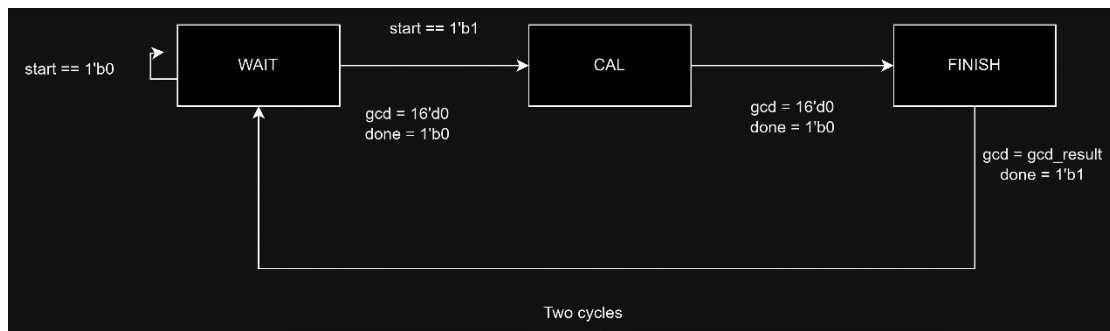 start == 1'b1
start == 1'b0
WAIT
CAL
FINISH
gcd = 16'd0
done = 1'b0
gcd = 16'd0
done = 1'b0
gcd = gcd_result
done = 1'b1
Two cycles